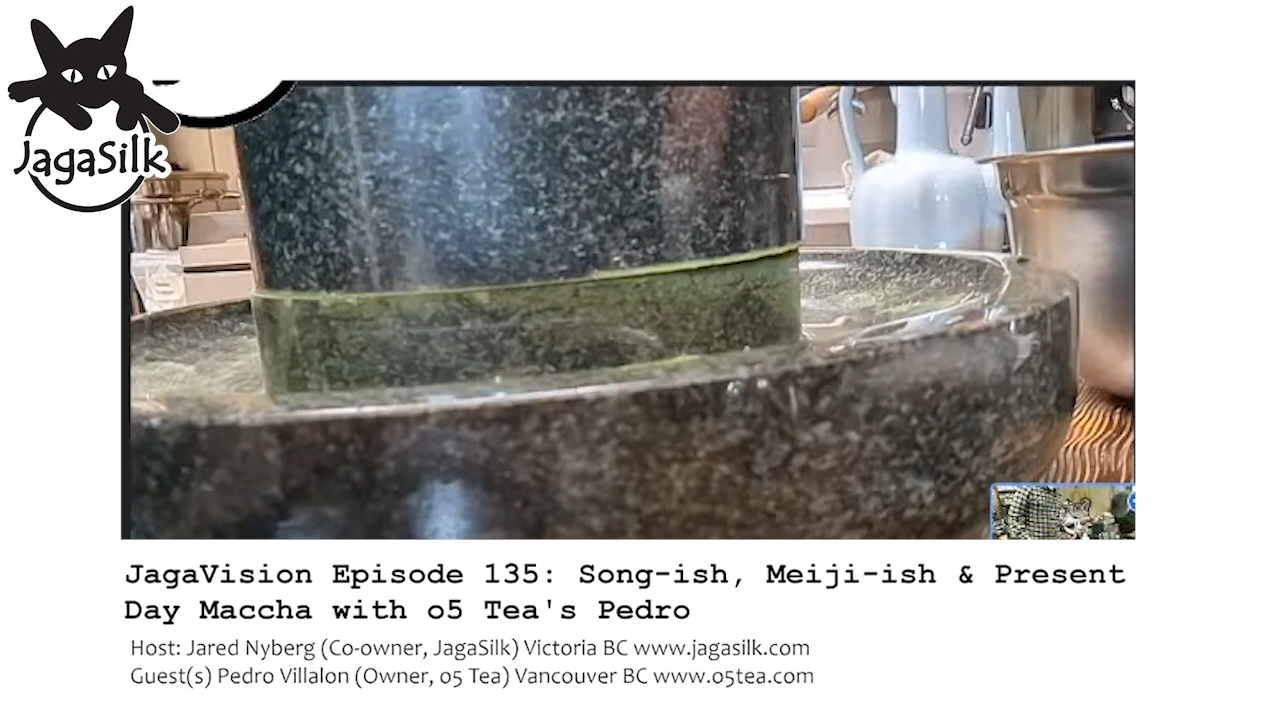 JagaSilk
JagaVision Episode 135: Song-ish, Meiji-ish & Present
Day Maccha with o5 Tea's Pedro
Host: Jared Nyberg (Co-owner, JagaSilk) Victoria BC www.jagasilk.com
Guest(s) Pedro Villalon (Owner, o5 Tea) Vancouver BC www.o5tea.com